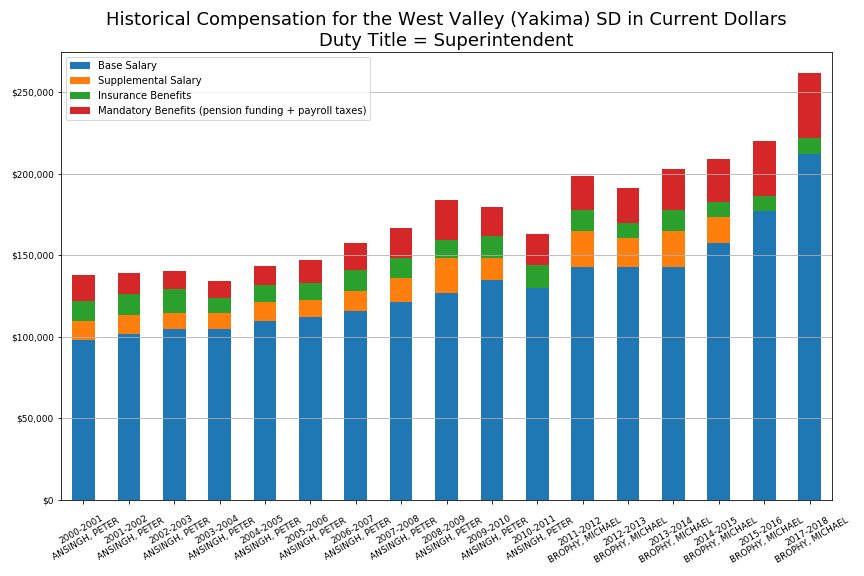 Historical Compensation for the West Valley (Yakima) SD in Current Dollars
Duty Title = Superintendent
Base Salary
Supplemental Salary
Insurance Benefits
Mandatory Benefits (pension funding + payroll taxes)
$250,000
$200,000
$150,000
$100,000
$50,000
$0
2000-2001
ANSINGH, PETER
2001-2002
ANSINGH, PETER
2002-2003
ANSINGH, PETER
2003-2004
ANSINGH, PETER
2004-2005
ANSINGH, PETER
2005-2006
ANSINGH, PETER
2006-2007
ANSINGH, PETER
2007-2008
ANSINGH, PETER
2008-2009
ANSINGH, PETER
2009-2010
ANSINGH, PETER
2010-2011
ANSINGH, PETER
2011-2012
BROPHY, MICHAEL
2012-2013
BROPHY, MICHAEL
2013-2014
BROPHY, MICHAEL
2014-2015
BROPHY, MICHAEL
2015-2016
BROPHY, MICHAEL
2017-2018
BROPHY, MICHAEL